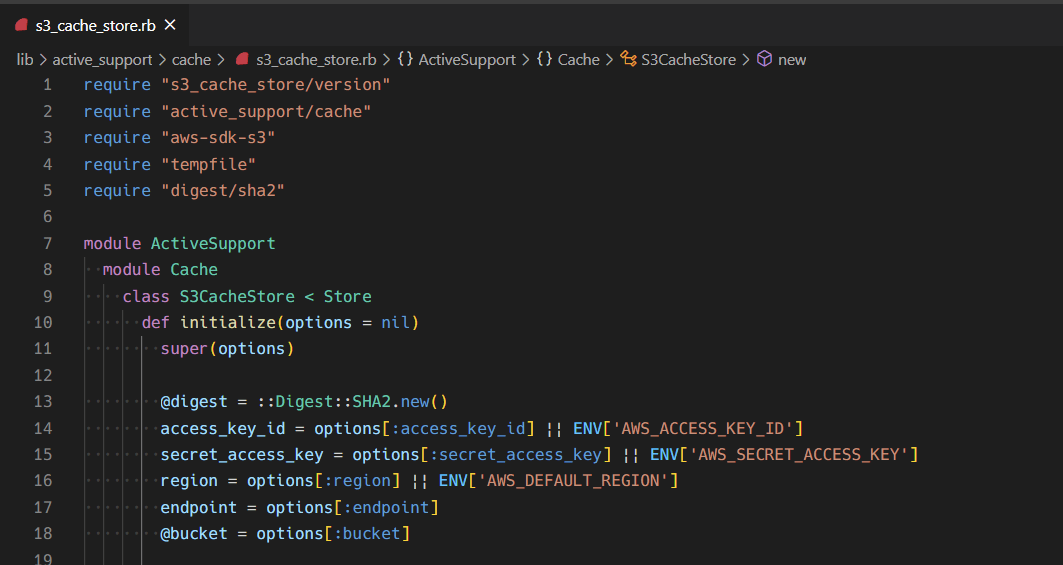 s3_cache_store.rb ×
lib > active_support > cache > s3_cache_store.rb > {} ActiveSupport > {} Cache > S3CacheStore > new
1 require "s3_cache_store/version"
2 require "active_support/cache"
3 require "aws-sdk-s3"
4 require "tempfile"
5 require "digest/sha2"
6
7 module ActiveSupport
8   module Cache
9     class S3CacheStore < Store
10       def initialize(options = nil)
11         super(options)
12
13         @digest = ::Digest::SHA2.new()
14         access_key_id = options[:access_key_id] || ENV['AWS_ACCESS_KEY_ID']
15         secret_access_key = options[:secret_access_key] || ENV['AWS_SECRET_ACCESS_KEY']
16         region = options[:region] || ENV['AWS_DEFAULT_REGION']
17         endpoint = options[:endpoint]
18         @bucket = options[:bucket]
19